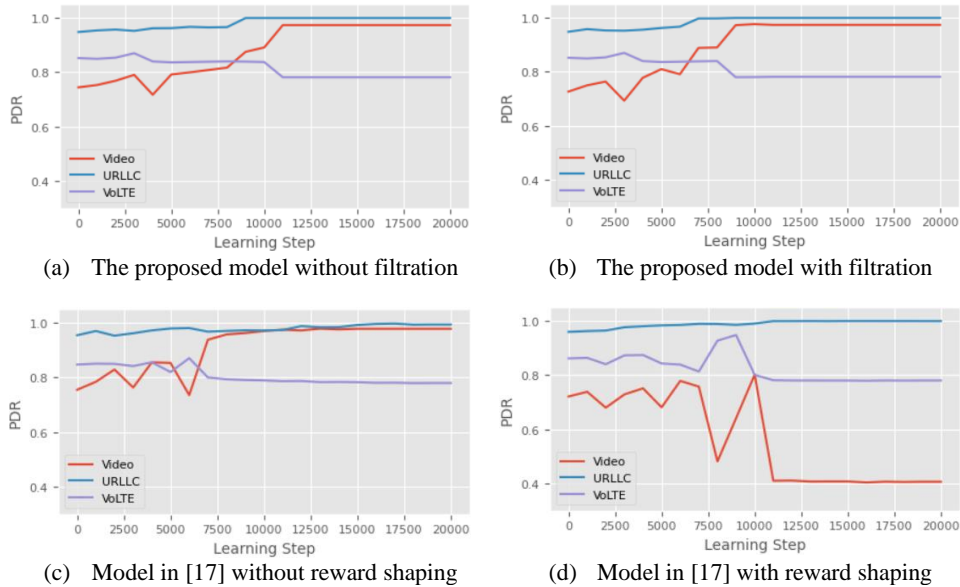 1.0
0.8
0.6
0.4
PDR
Video
URLLC
VoLTE
0 2500 5000 7500 10000 12500 15000 17500 20000
Learning Step
(a) The proposed model without filtration
1.0
0.8
0.6
0.4
PDR
Video
URLLC
VoLTE
0 2500 5000 7500 10000 12500 15000 17500 20000
Learning Step
(b) The proposed model with filtration
1.0
0.8
0.6
0.4
PDR
Video
URLLC
VoLTE
0 2500 5000 7500 10000 12500 15000 17500 20000
Learning Step
(c) Model in [17] without reward shaping
1.0
0.8
0.6
0.4
PDR
Video
URLLC
VoLTE
0 2500 5000 7500 10000 12500 15000 17500 20000
Learning Step
(d) Model in [17] with reward shaping